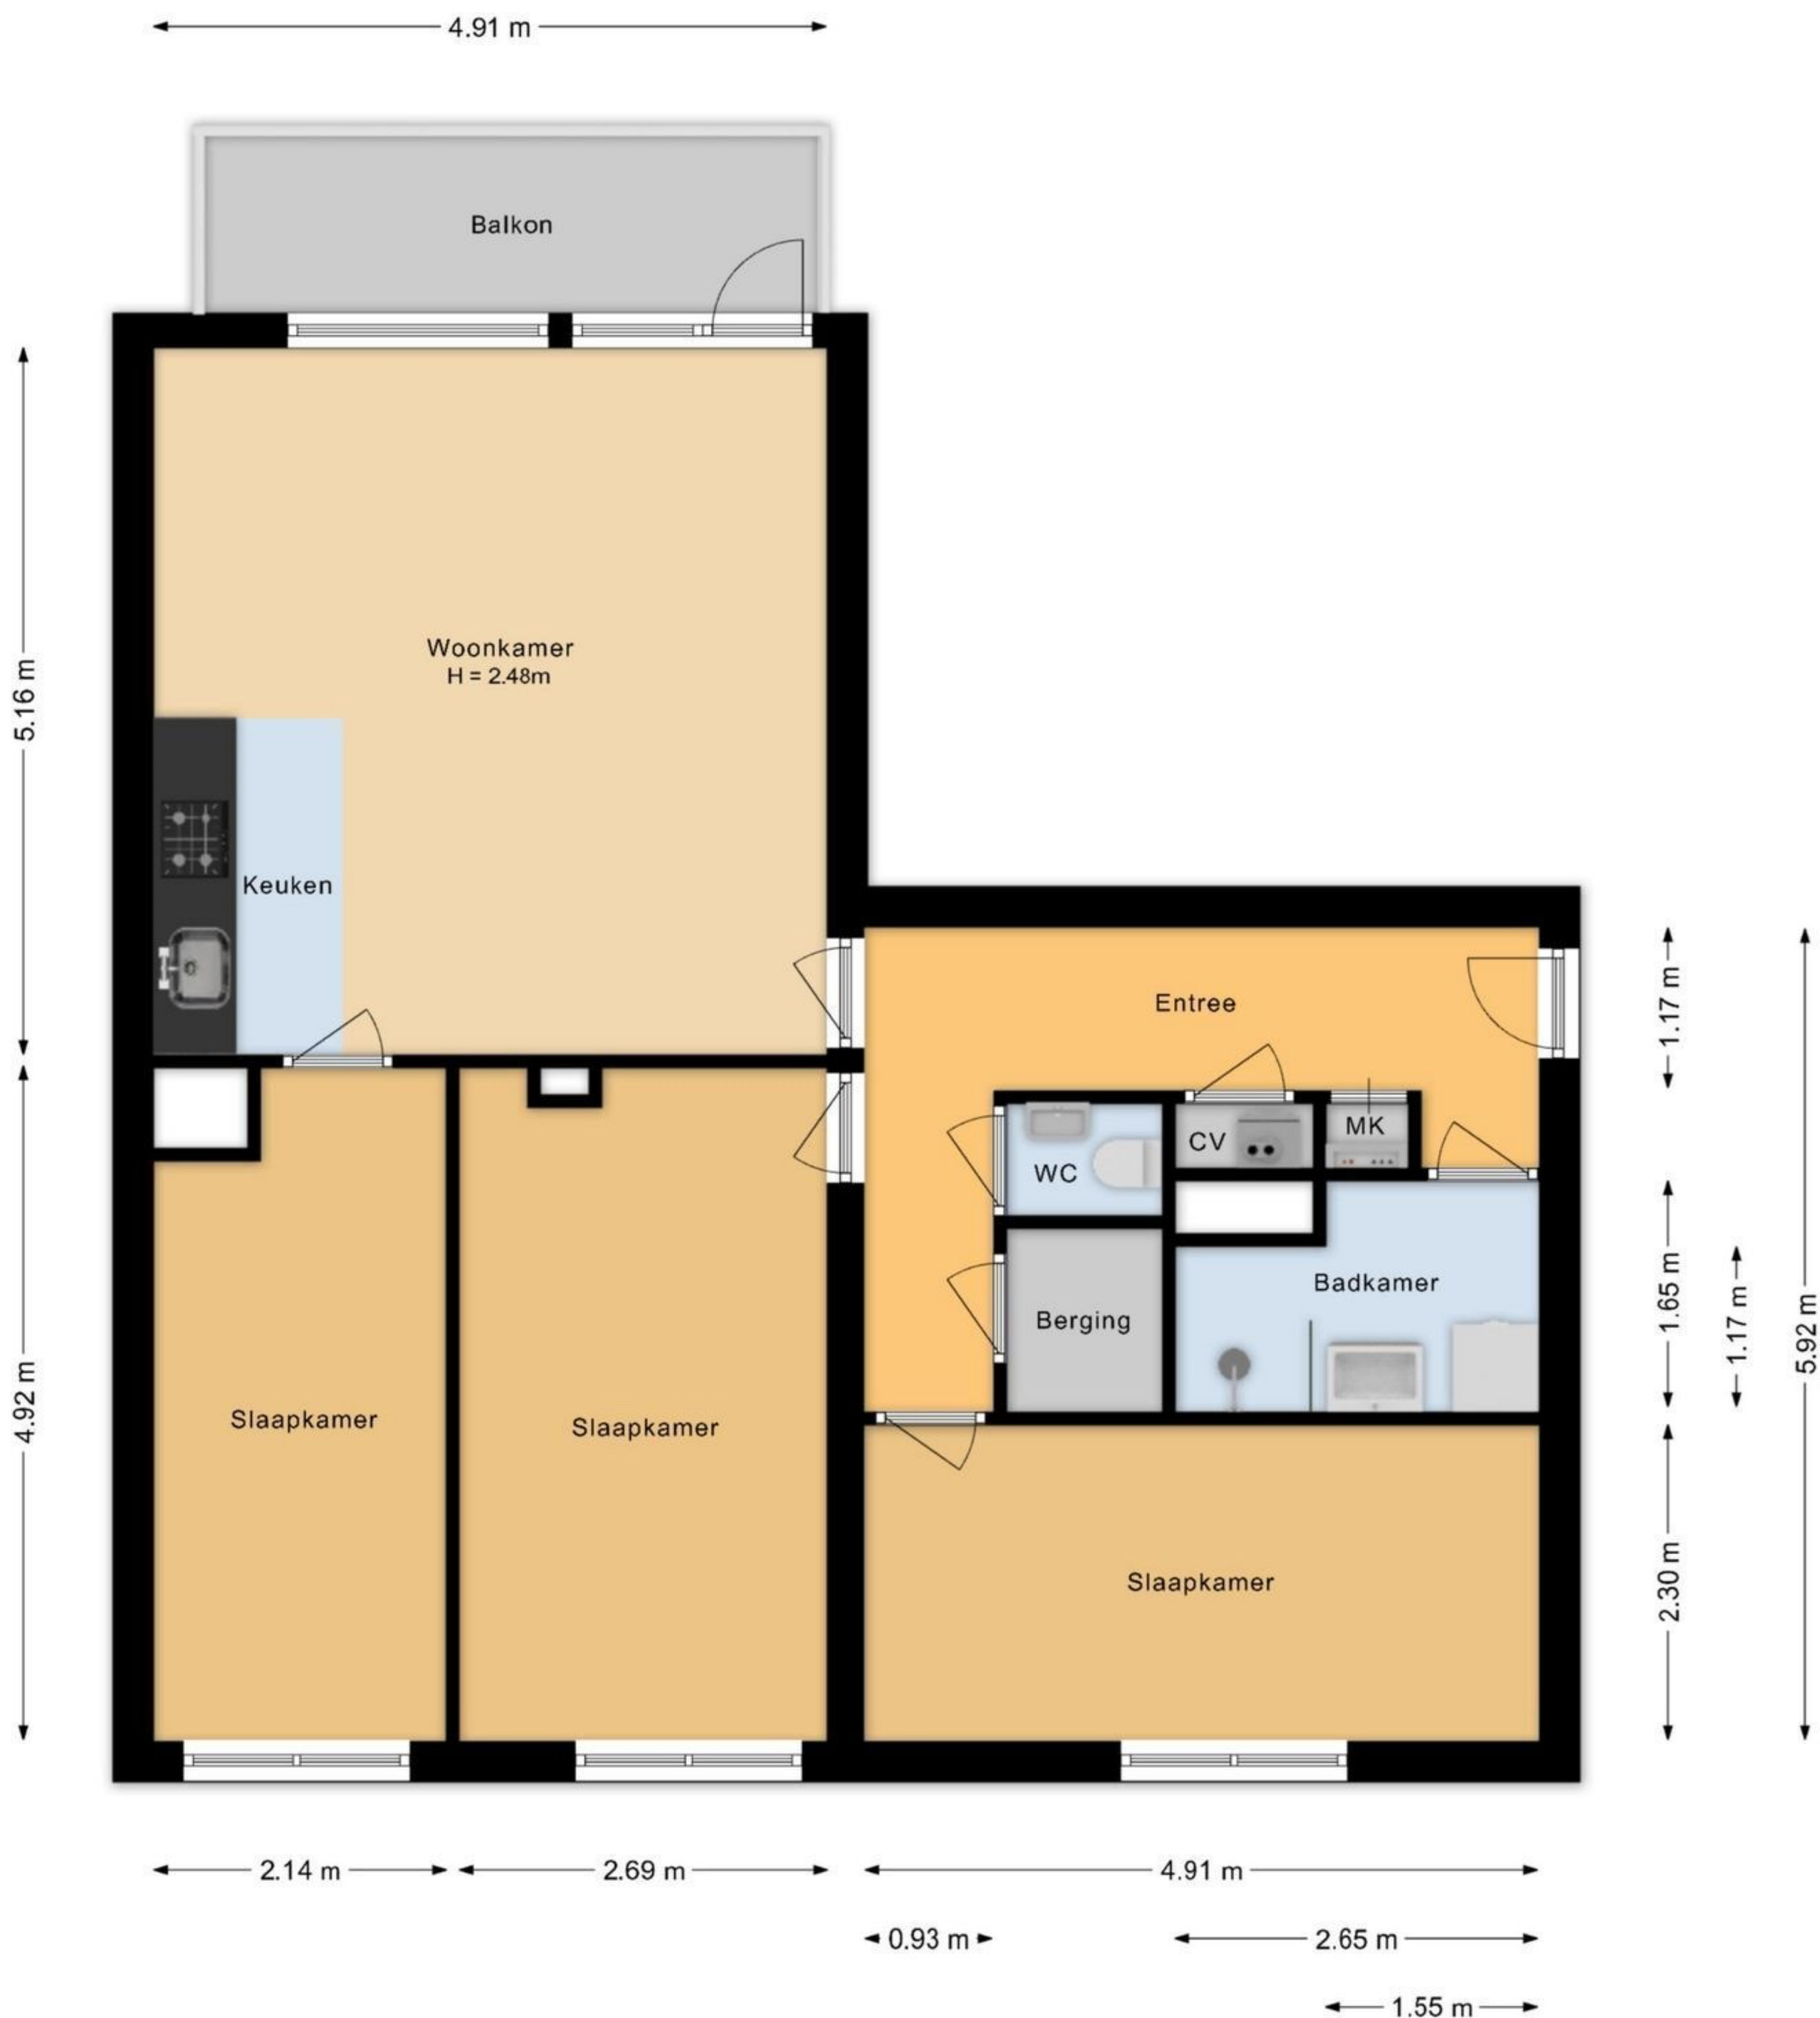 4.91 m
Balkon
Woonkamer
H = 2.48m
5.16 m
Keuken
Entree
1.17 m
MK
CV
WC
Badkamer
Berging
1.65 m
1.17 m
5.92 m
4.92 m
Slaapkamer
Slaapkamer
Slaapkamer
2.30 m
2.14 m
2.69 m
4.91 m
0.93 m
2.65 m
1.55 m